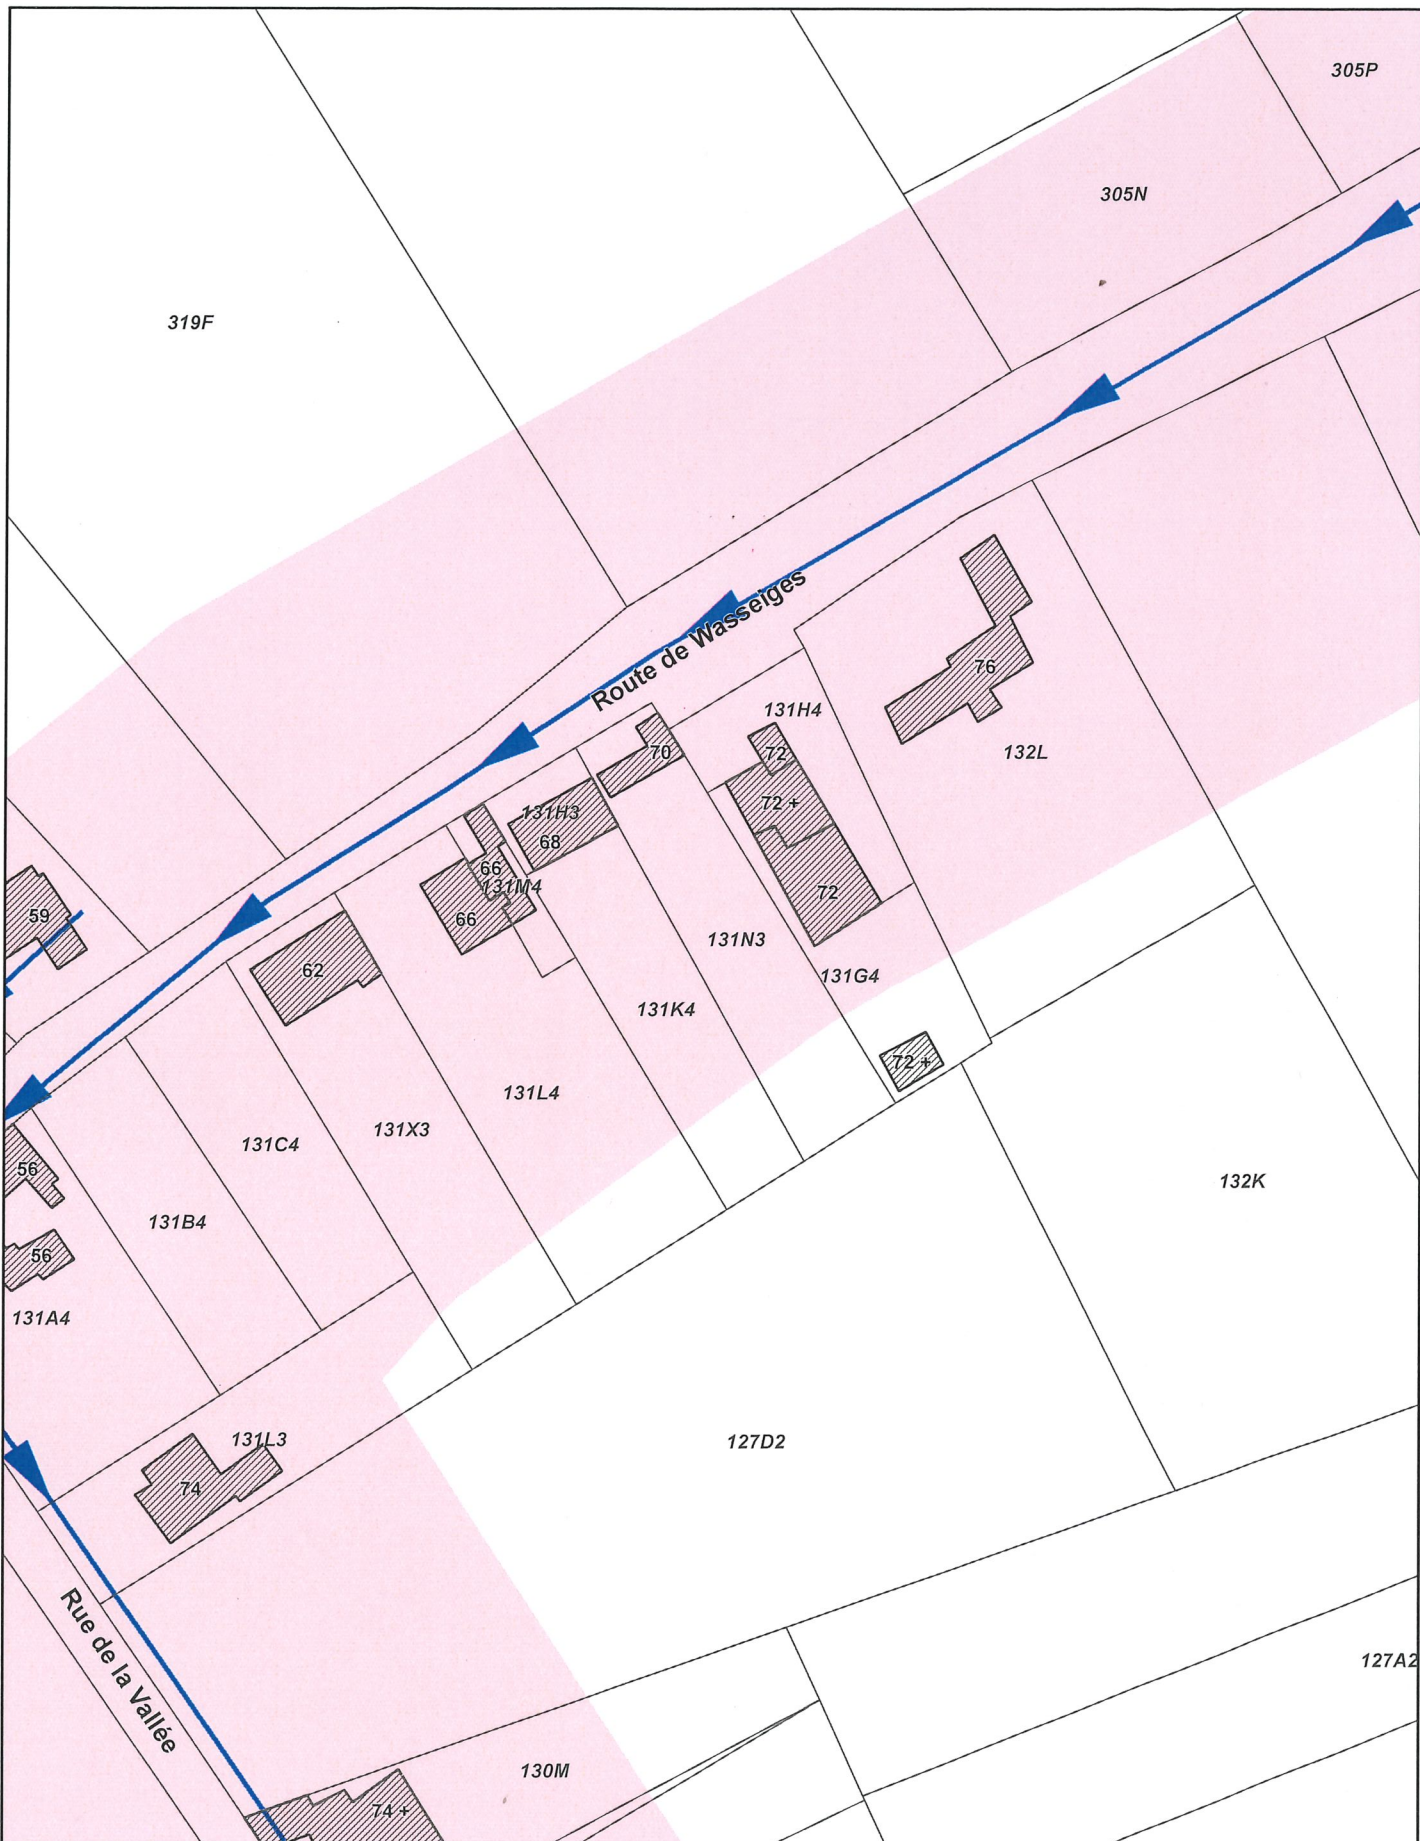 305P
305N
319F
Route de Wasseiges
76
131H4
70
72
132L
72 +
131H3
68
66
131M4
72
59
66
131N3
62
131G4
131K4
72 +
131L4
131X3
131C4
56
132K
131B4
56
131A4
131L3
127D2
74
Rue de la Vallée
127A2
130M
74 +